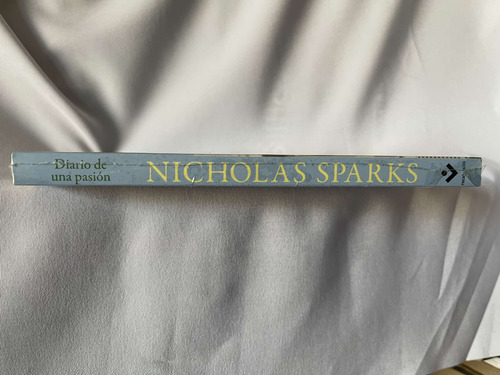 Diario de
una pasión
NICHOLAS SPARKS